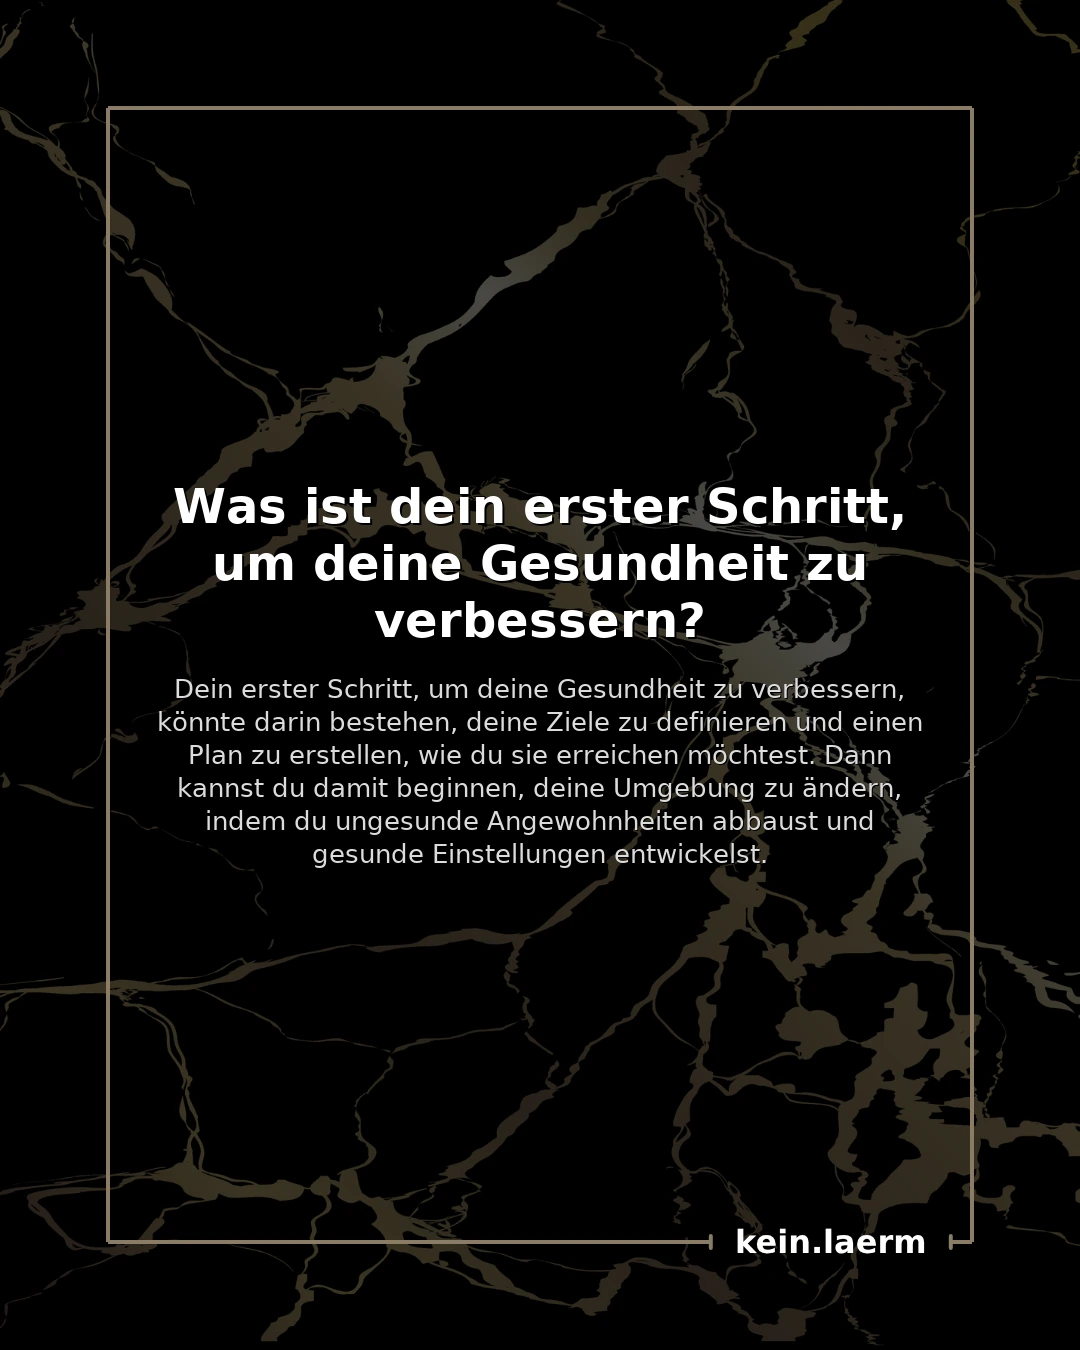 Was ist dein erster Schritt,
um deine Gesundheit zu
verbessern?
Dein erster Schritt, um deine Gesundheit zu verbessern,
könnte darin bestehen, deine Ziele zu definieren und einen
Plan zu erstellen, wie du sie erreichen möchtest. Dann
kannst du damit beginnen, deine Umgebung zu ändern,
indem du ungesunde Angewohnheiten abbaust und
gesunde Einstellungen entwickelst.
kein.laerm